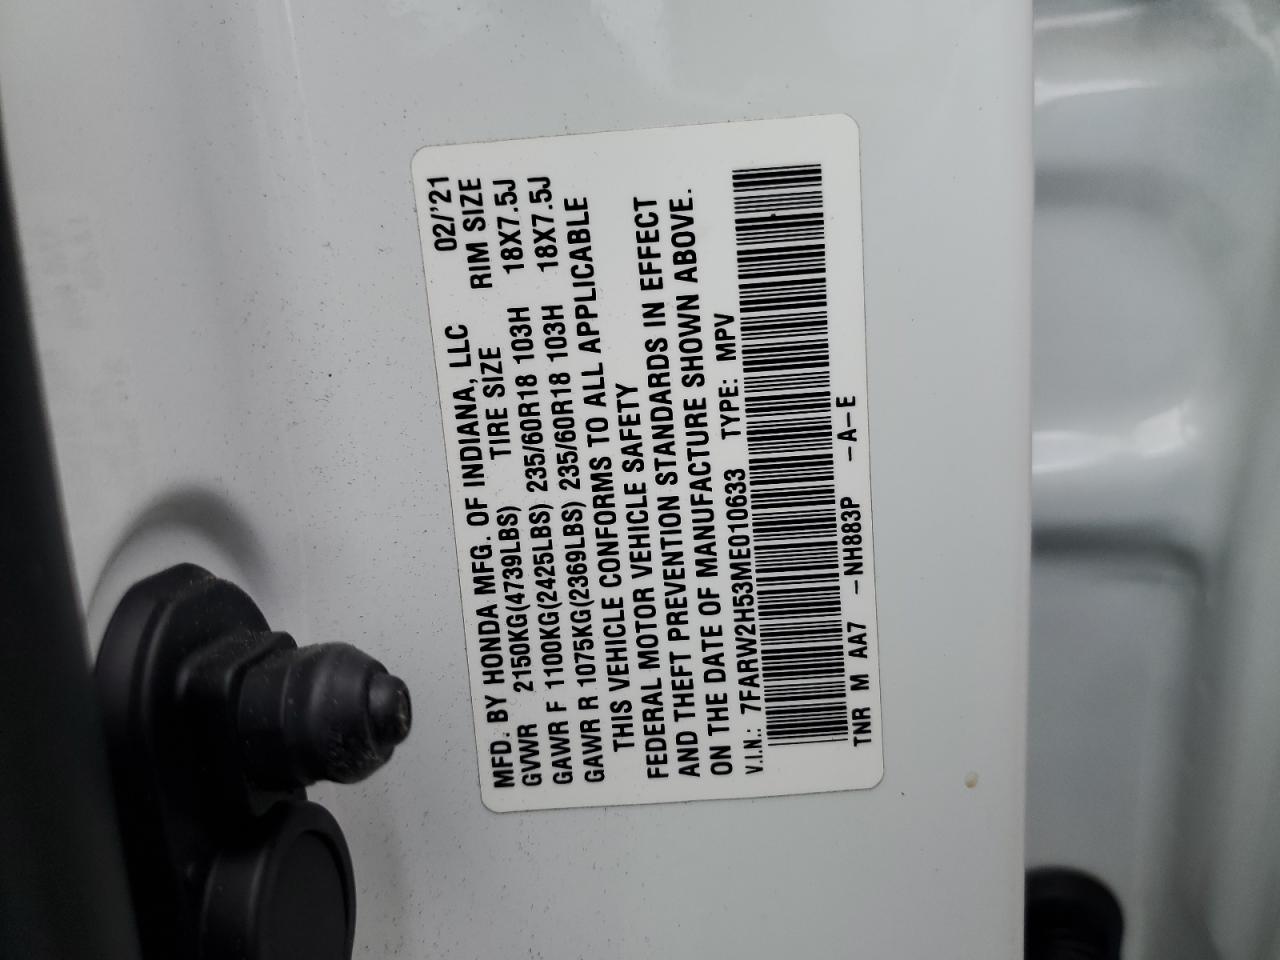 MFD. BY HONDA MFG. OF INDIANA, LLC 02/'21
GVWR 2150KG(4739LBS) TIRE SIZE RIM SIZE
GAWR F 1100KG(2425LBS) 235/60R18 103H 18X7.5J
GAWR R 1075KG(2369LBS) 235/60R18 103H 18X7.5J
THIS VEHICLE CONFORMS TO ALL APPLICABLE
FEDERAL MOTOR VEHICLE SAFETY
AND THEFT PREVENTION STANDARDS IN EFFECT
ON THE DATE OF MANUFACTURE SHOWN ABOVE.
V.I.N.: 7FARW2H53ME010633 TYPE: MPV
TNR M AA7 -NH883P -A-E